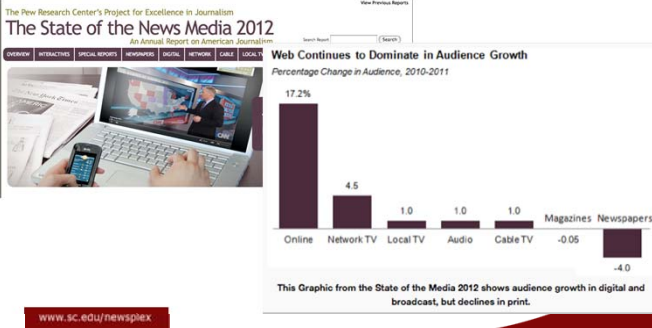 View Previous Reports
The Pew Research Center's Project for Excellence in Journalism
The State of the News Media 2012
An Annual Report on American Journalism
Search Report
Search
OVERVIEW INTERACTIVES SPECIAL REPORTS NEWSPAPERS DIGITAL NETWORK CABLE LOCAL TV
Web Continues to Dominate in Audience Growth
Percentage Change in Audience, 2010-2011
17.2%
4.5
1.0 1.0 1.0
Magazines Newspapers
Online Network TV Local TV Audio Cable TV -0.05
-4.0
This Graphic from the State of the Media 2012 shows audience growth in digital and
broadcast, but declines in print.
CNN
www.sc.edu/newsplex